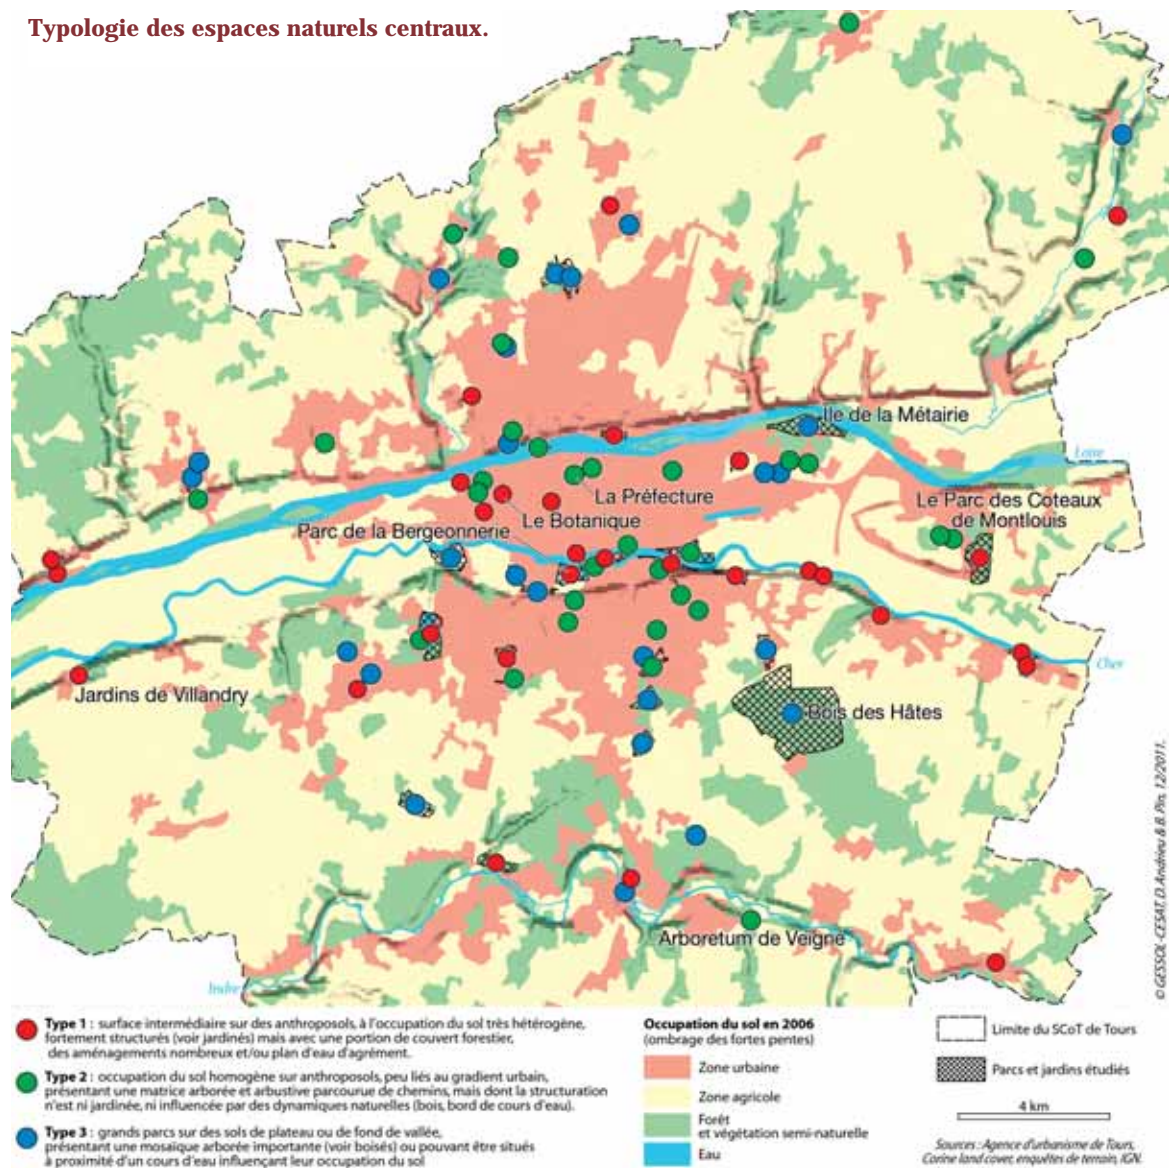 Typologie des espaces naturels centraux.
Ile de la Métairie
Loire
La Préfecture
Le Parc des Coteaux
de Montlouis
Le Botanique
Parc de la Bergeonnerie
Cher
Jardins de Villandry
Bois des Hâtes
Arboretum de Veigné
Indre
© GESSOL-CESAT, D. Andrieu & B. Pin, 12/2011.
Type 1 : surface intermédiaire sur des anthroposols, à l'occupation du sol très hétérogène,
fortement structurés (voir jardinés) mais avec une portion de couvert forestier,
des aménagements nombreux et/ou plan d'eau d'agrément.
Type 2 : occupation du sol homogène sur anthroposols, peu liés au gradient urbain,
présentant une matrice arborée et arbustive parcourue de chemins, mais dont la structuration
n'est ni jardinée, ni influencée par des dynamiques naturelles (bois, bord de cours d'eau).
Type 3 : grands parcs sur des sols de plateau ou de fond de vallée,
présentant une mosaïque arborée importante (voir boisés) ou pouvant être situés
à proximité d'un cours d'eau influençant leur occupation du sol
Occupation du sol en 2006
(ombrage des fortes pentes)
Zone urbaine
Zone agricole
Forêt
et végétation semi-naturelle
Eau
Limite du SCoT de Tours
Parcs et jardins étudiés
4 km
Sources : Agence d'urbanisme de Tours,
Corine land cover, enquêtes de terrain, IGN.